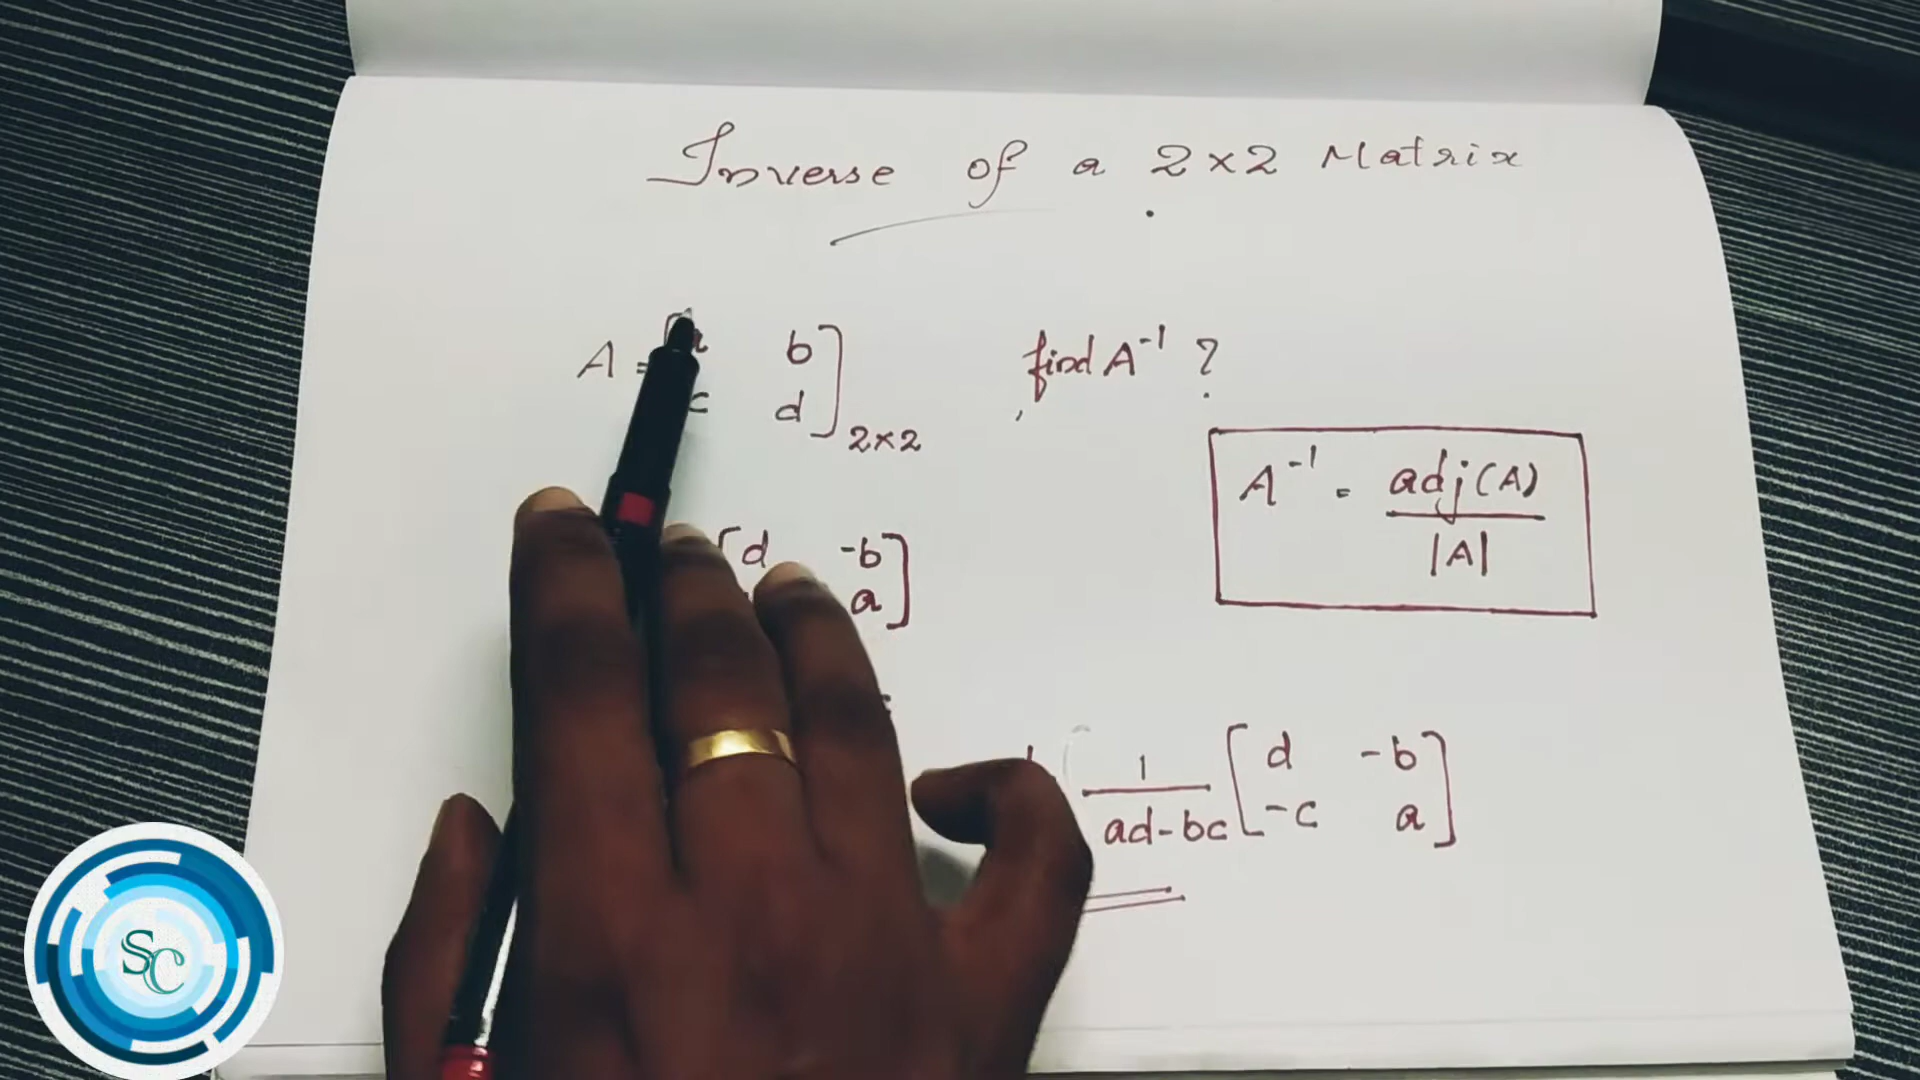 Inverse of a 2×2 Matrix
A = [a b] find A⁻¹ ?
c d]2×2
A⁻¹ = adj(A)
|A|
[d -b]
a]
1 [d -b]
ad-bc [-c a]
SC